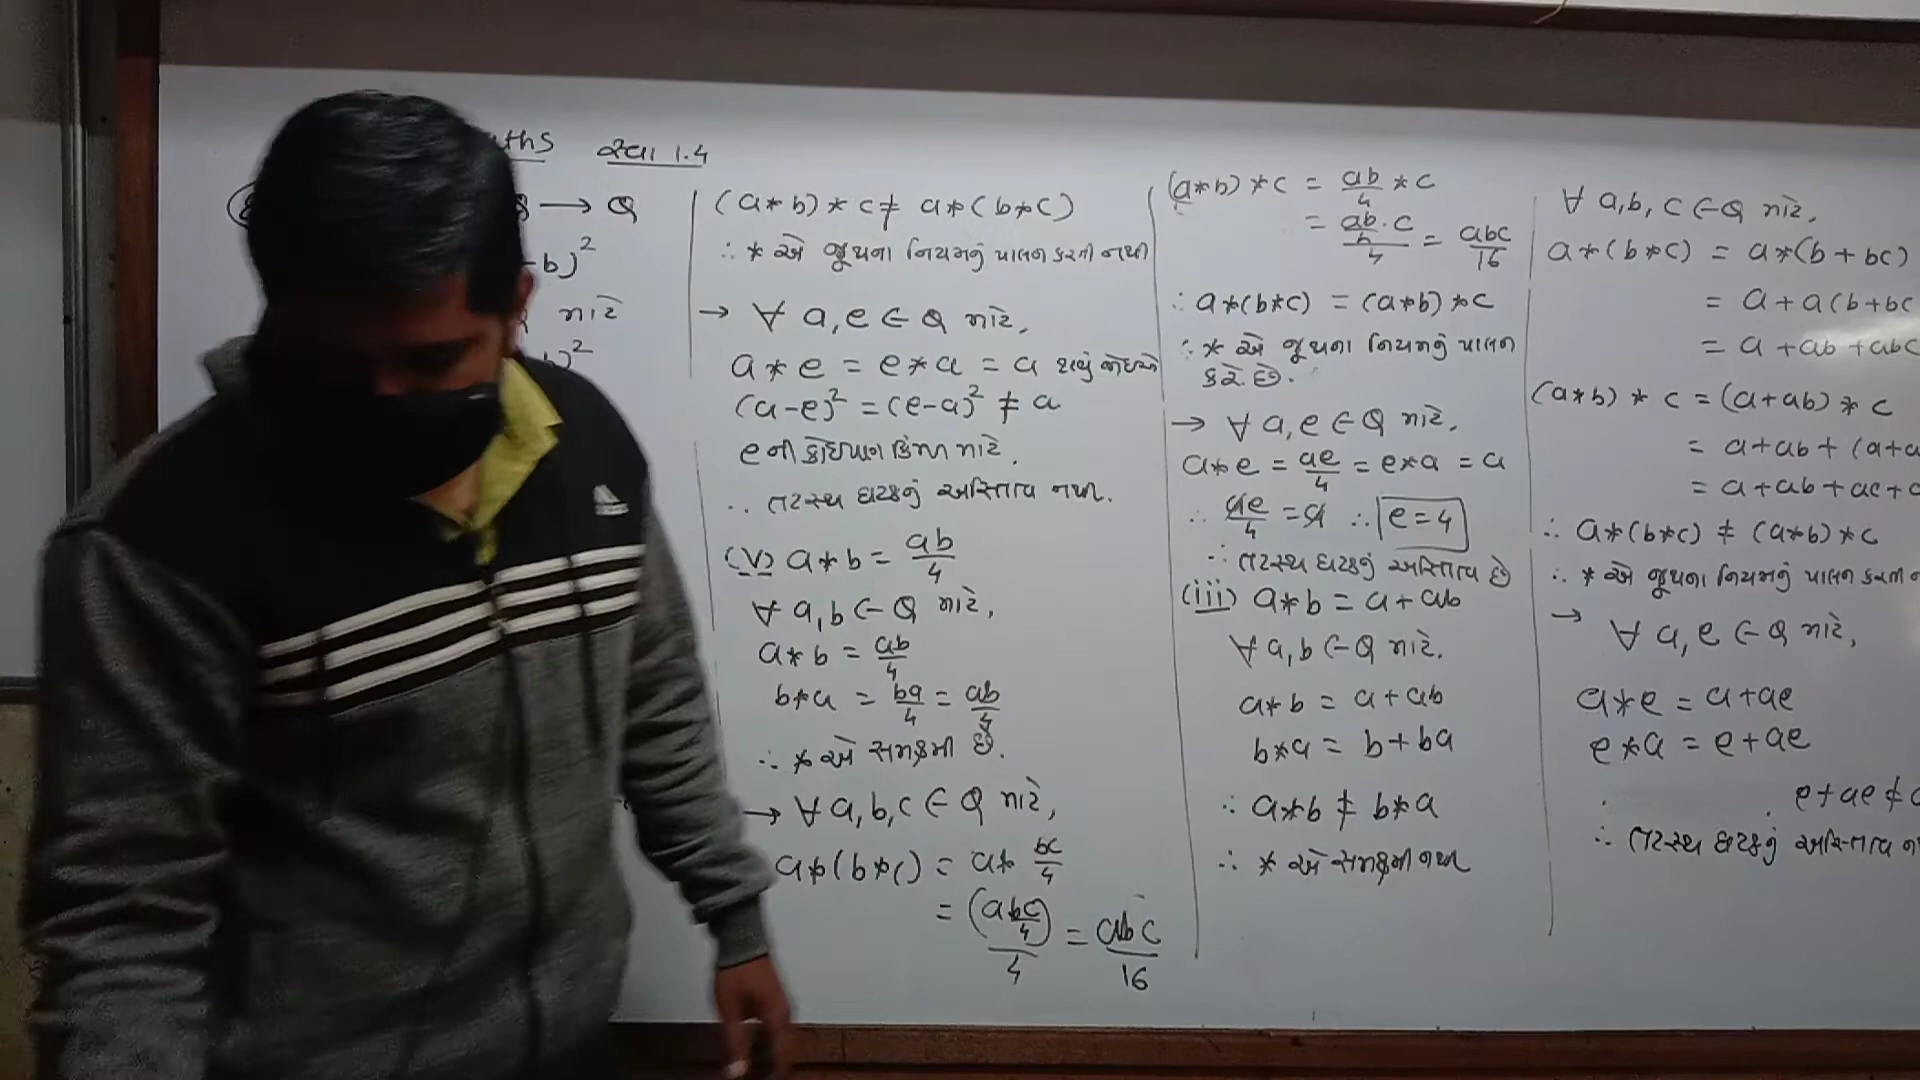 સ્વા 1.4
→ Q
b)²
માટે
b)²
(a*b)*c ≠ a*(b*c)
∴ * એ જૂથના નિયમનું પાલન કરતી નથી
→ ∀ a,e ∈ Q માટે,
a*e = e*a = a થવું જોઈએ
(a-e)² = (e-a)² ≠ a
e ની કોઈપણ કિંમત માટે.
∴ તટસ્થ ઘટકનું અસ્તિત્વ નથી.
(v) a*b = ab/4
∀ a,b ∈ Q માટે,
a*b = ab/4
b*a = ba/4 = ab/4
∴ * એ સમક્રમી છે.
→ ∀ a,b,c ∈ Q માટે,
a*(b*c) = a* bc/4
= (abc/4)/4 = abc/16
(a*b)*c = ab/4 *c
= abc/16
∴ a*(b*c) = (a*b)*c
∴ * એ જૂથના નિયમનું પાલન
કરે છે.
→ ∀ a,e ∈ Q માટે.
a*e = ae/4 = e*a = a
∴ ae/4 = a ∴ e=4
∴ તટસ્થ ઘટકનું અસ્તિત્વ છે
(iii) a*b = a+ab
∀ a,b ∈ Q માટે.
a*b = a+ab
b*a = b+ba
∴ a*b ≠ b*a
∴ * એ સમક્રમી નથી
∀ a,b,c ∈ Q માટે,
a*(b*c) = a*(b+bc)
= a+a(b+bc
= a+ab+abc
(a*b)*c = (a+ab)*c
= a+ab+(a+a
= a+ab+ac+
∴ a*(b*c) ≠ (a*b)*c
∴ * એ જૂથના નિયમનું પાલન કરતી
→ ∀ a,e ∈ Q માટે,
a*e = a+ae
e*a = e+ae
e+ae ≠
∴ તટસ્થ ઘટકનું અસ્તિત્વ